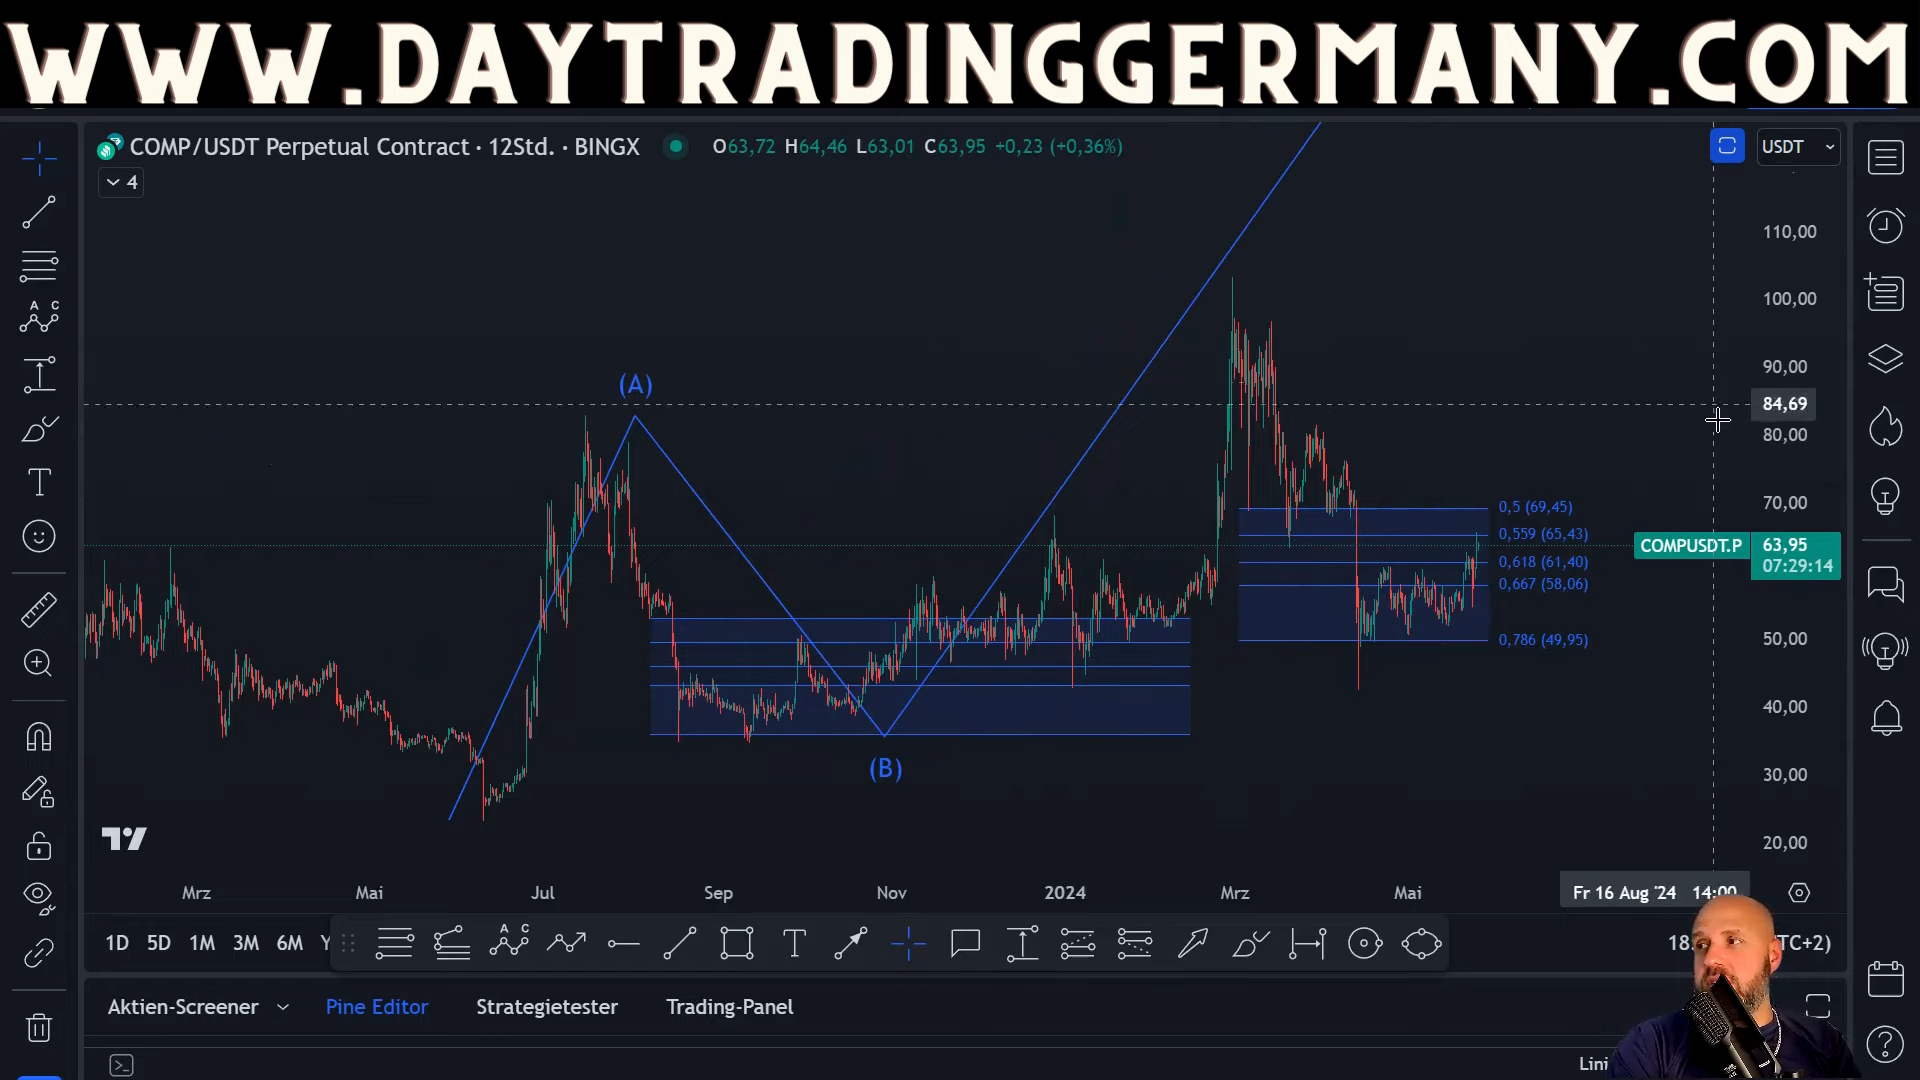 WWW.DAYTRADINGGERMANY.COM
COMP/USDT Perpetual Contract · 12Std. · BINGX O63,72 H64,46 L63,01 C63,95 +0,23 (+0,36%)
USDT
4
110,00
100,00
90,00
(A)
84,69
80,00
70,00
0,5 (69,45)
0,559 (65,43)
COMPUSDT.P 63,95
07:29:14
0,618 (61,40)
0,667 (58,06)
50,00
0,786 (49,95)
40,00
(B)
30,00
20,00
Mrz Mai Jul Sep Nov 2024 Mrz Mai Fr 16 Aug '24 14:00
1D 5D 1M 3M 6M
A C
T
TC+2)
Aktien-Screener Pine Editor Strategietester Trading-Panel
Lini